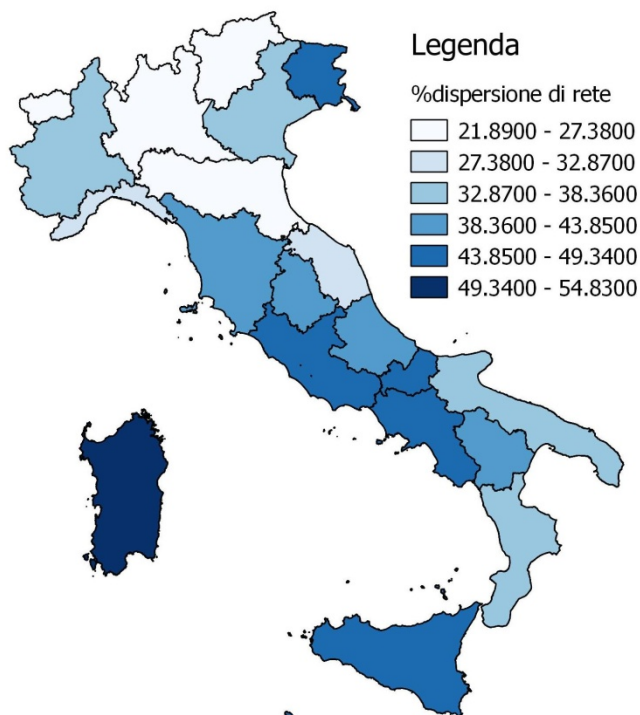 Legenda
%dispersione di rete
21.8900 - 27.3800
27.3800 - 32.8700
32.8700 - 38.3600
38.3600 - 43.8500
43.8500 - 49.3400
49.3400 - 54.8300